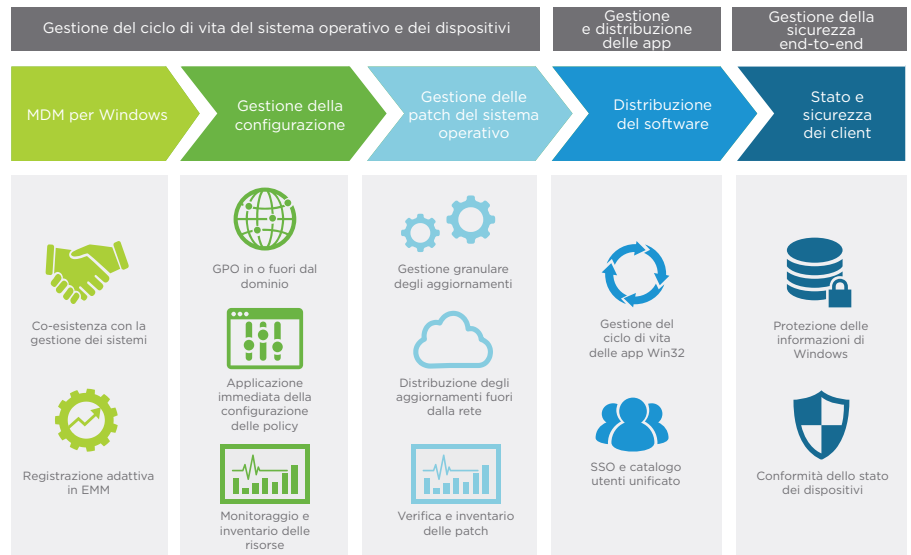 Gestione del ciclo di vita del sistema operativo e dei dispositivi
Gestione
e distribuzione
delle app
Gestione della
sicurezza
end-to-end
MDM per Windows
Gestione della
configurazione
Gestione delle
patch del sistema
operativo
Distribuzione
del software
Stato e
sicurezza
dei client
Co-esistenza con la
gestione dei sistemi
Registrazione adattiva
in EMM
GPO in o fuori dal
dominio
Applicazione
immediata della
configurazione
delle policy
Monitoraggio e
inventario delle
risorse
Gestione granulare
degli aggiornamenti
Distribuzione degli
aggiornamenti fuori
dalla rete
Verifica e inventario
delle patch
Gestione del
ciclo di vita
delle app Win32
SSO e catalogo
utenti unificato
Protezione delle
informazioni di
Windows
Conformità dello stato
dei dispositivi